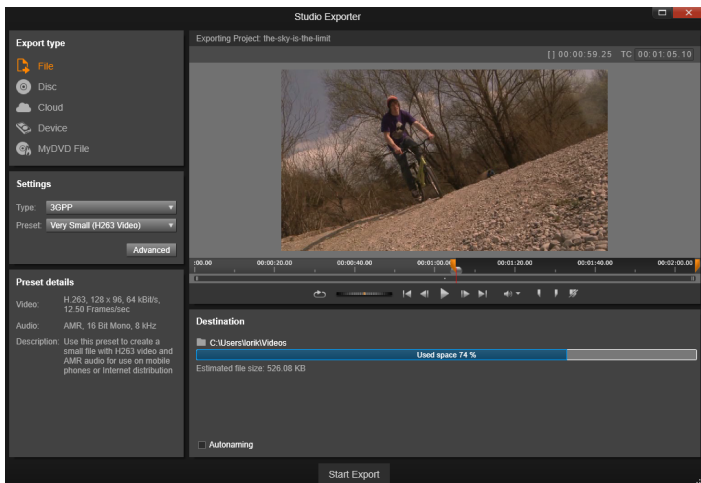 Studio Exporter
Export type
File
Disc
Cloud
Device
MyDVD File
Settings
Type: 3GPP
Preset: Very Small (H263 Video)
Advanced
Preset details
Video: H.263, 128 x 96, 64 kBit/s,
12.50 Frames/sec
Audio: AMR, 16 Bit Mono, 8 kHz
Description: Use this preset to create a
small file with H263 video and
AMR audio for use on mobile
phones or Internet distribution
Exporting Project: the-sky-is-the-limit
[ ] 00:00:59.25 TC 00:01:05.10
:00.00 00:00:20.00 00:00:40.00 00:01:00.0 00:01:20.00 00:01:40.00 00:02:00.00
Destination
C:\Users\lorik\Videos
Used space 74 %
Estimated file size: 526.08 KB
Autonaming
Start Export